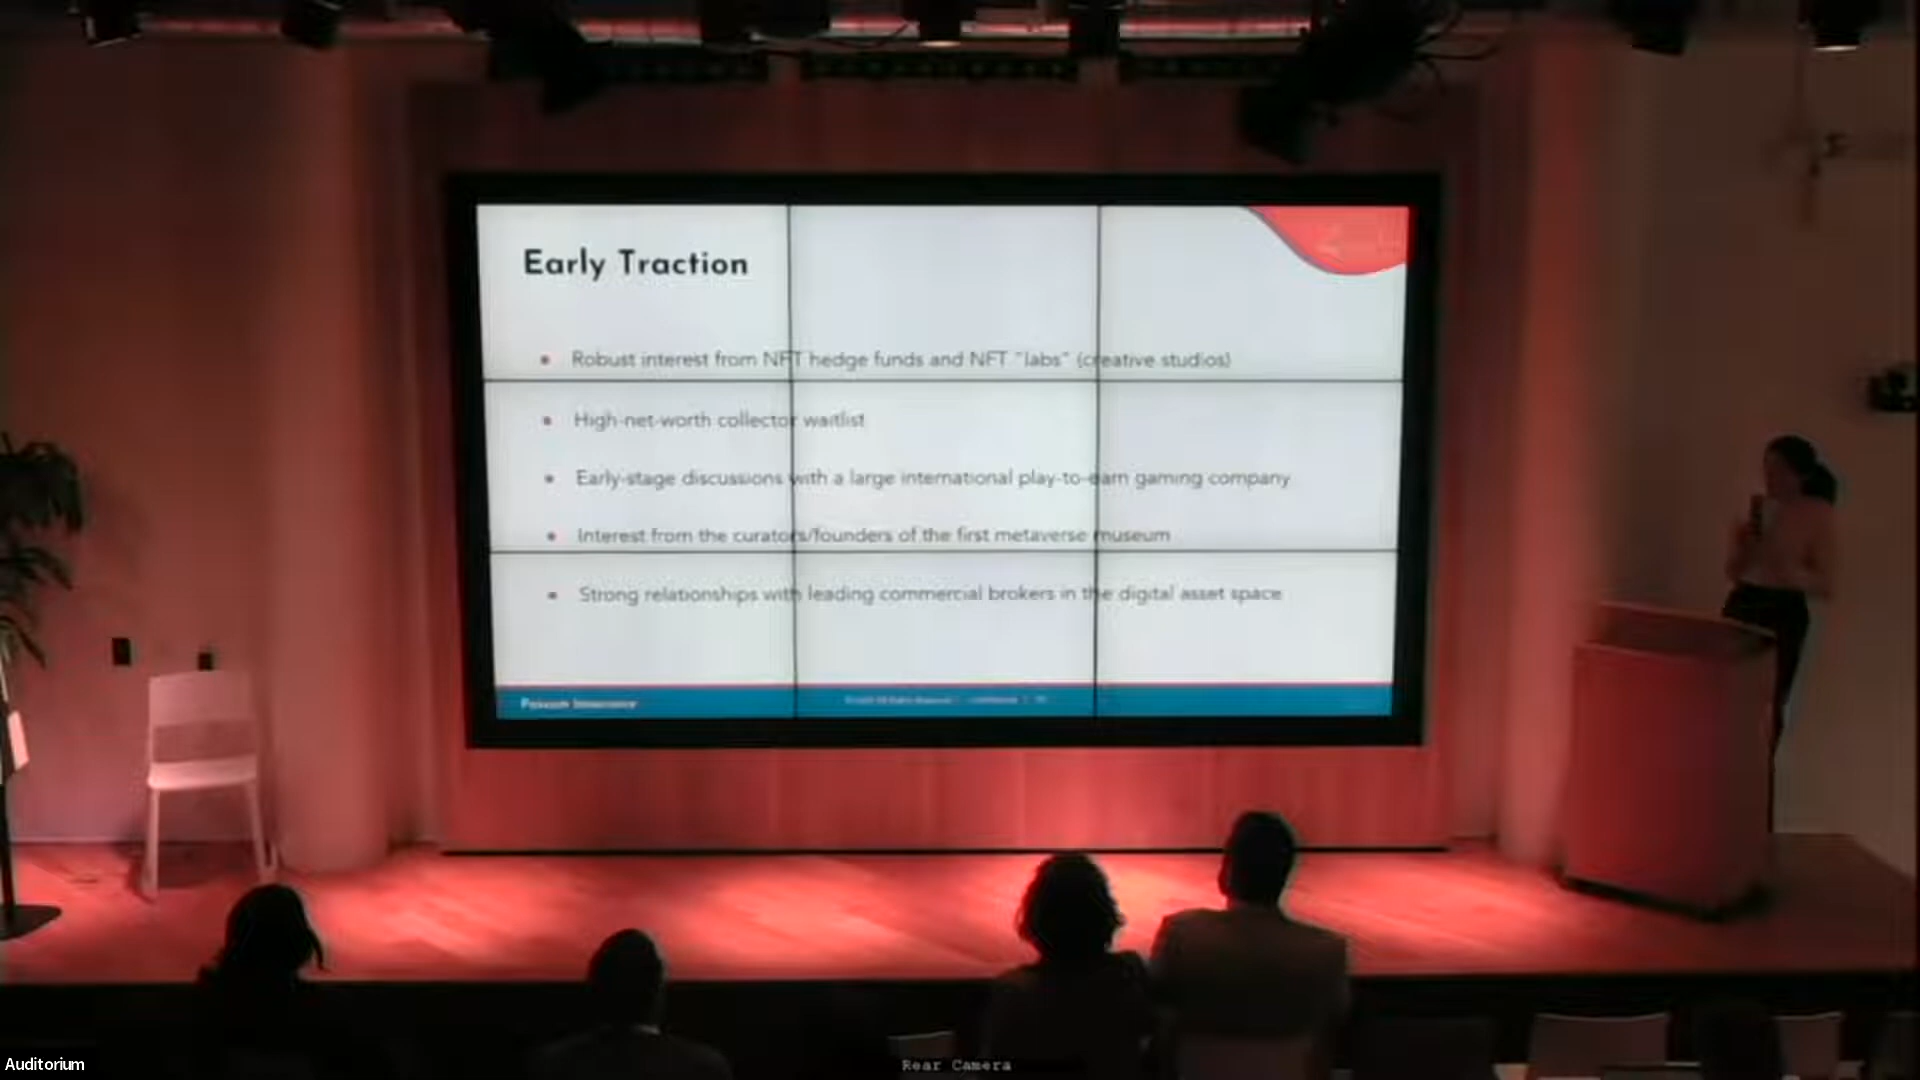 Early Traction
Robust interest from NFT hedge funds and NFT "labs" (creative studios)
High-net-worth collector waitlist
Early-stage discussions with a large international play-to-earn gaming company
Interest from the curators/founders of the first metaverse museum
Strong relationships with leading commercial brokers in the digital asset space
Insurance
Auditorium
Rear Camera